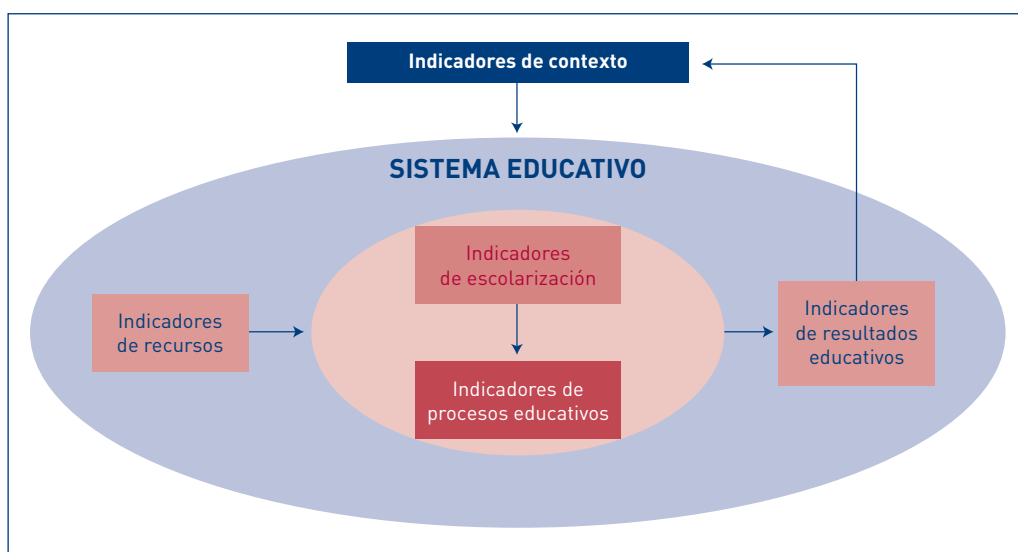 Indicadores de contexto
SISTEMA EDUCATIVO
Indicadores
de escolarización
Indicadores
de recursos
Indicadores
de resultados
educativos
Indicadores de
procesos educativos